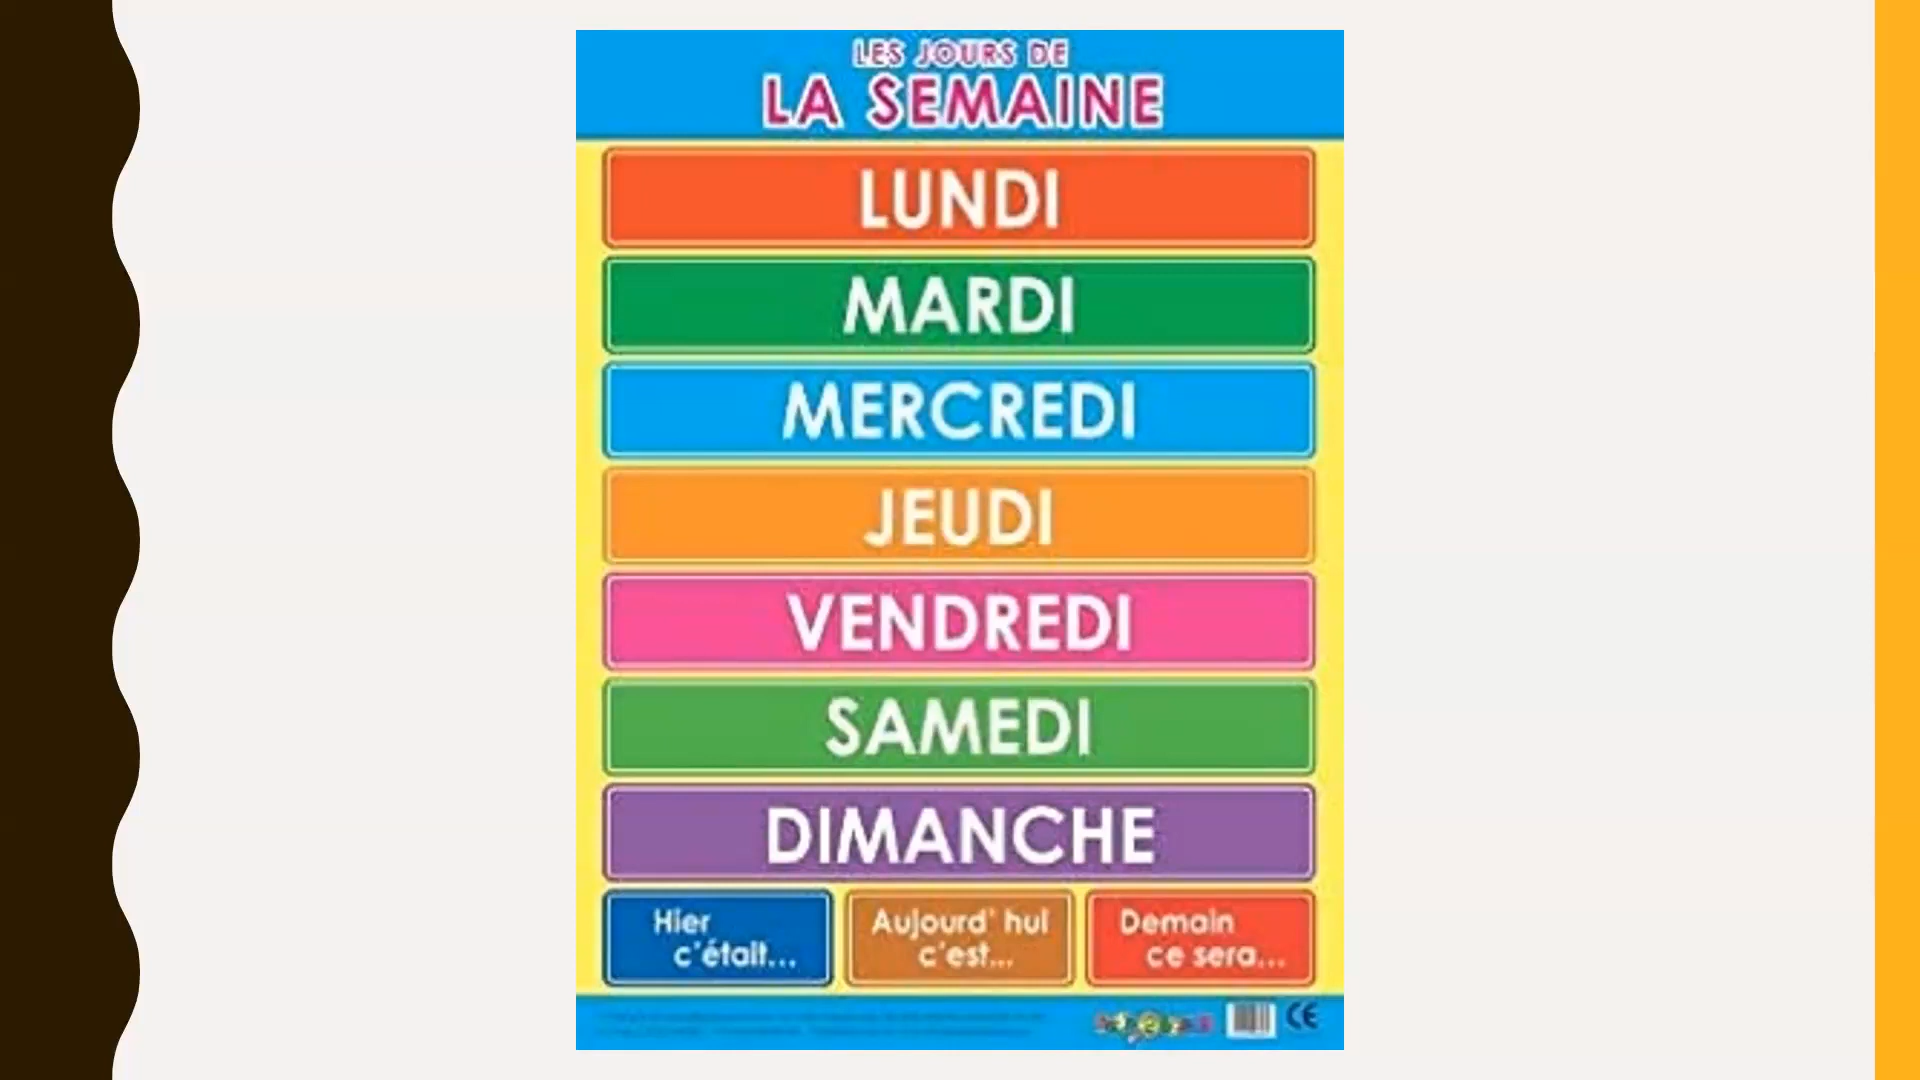 LES JOURS DE
LA SEMAINE
LUNDI
MARDI
MERCREDI
JEUDI
VENDREDI
SAMEDI
DIMANCHE
Hier
c'était...
Aujourd' hui
c'est...
Demain
ce sera...
CE